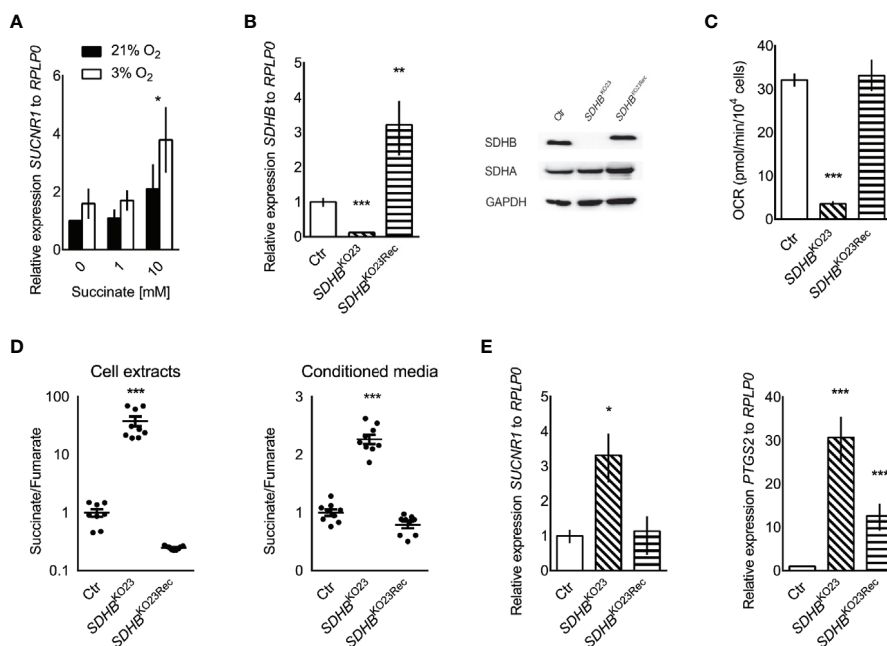 A
21% O2
3% O2
Relative expression SUCNR1 to RPLP0
6
4
2
0
*
0
1
10
Succinate [mM]
B
Relative expression SDHB to RPLP0
5
4
3
2
1
0
***
**
Ctr
SDHBKO23
SDHBKO23Rec
Ctr
SDHBKO23
SDHBKO23Rec
SDHB
SDHA
GAPDH
C
OCR (pmol/min/104 cells)
40
30
20
10
0
***
Ctr
SDHBKO23
SDHBKO23Rec
D
Cell extracts
Succinate/Fumarate
100
10
1
0.1
***
Ctr
SDHBKO23
SDHBKO23Rec
Conditioned media
Succinate/Fumarate
3
2
1
0
***
Ctr
SDHBKO23
SDHBKO23Rec
E
Relative expression SUCNR1 to RPLP0
5
4
3
2
1
0
*
Ctr
SDHBKO23
SDHBKO23Rec
Relative expression PTGS2 to RPLP0
40
30
20
10
0
***
***
Ctr
SDHBKO23
SDHBKO23Rec